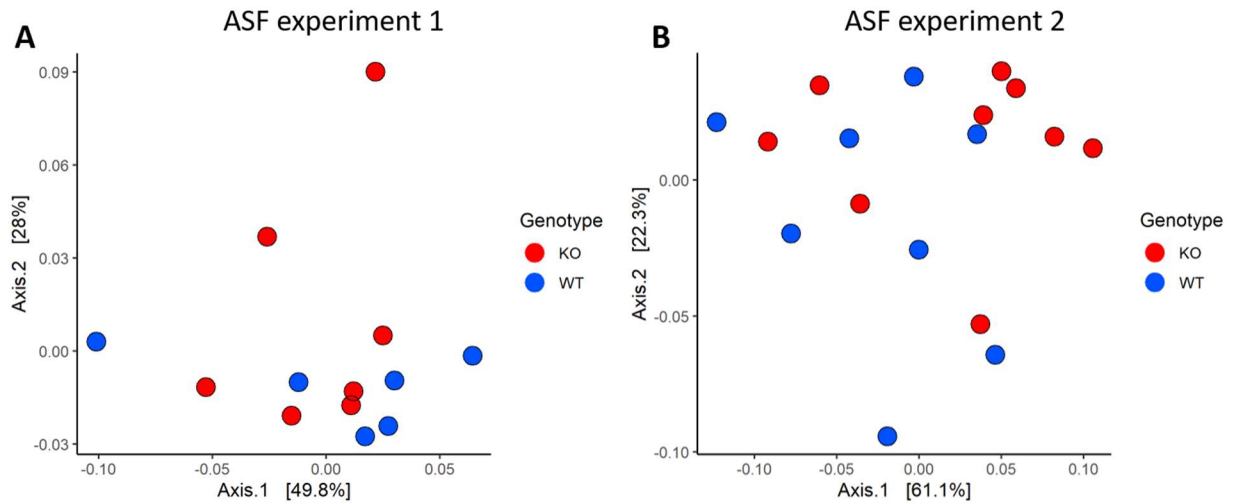 A
ASF experiment 1
0.09
0.06
0.03
0.00
-0.03
Axis.2 [28%]
-0.10
-0.05
0.00
0.05
Axis.1 [49.8%]
Genotype
KO
WT
B
ASF experiment 2
0.00
-0.05
-0.10
Axis.2 [22.3%]
-0.10
-0.05
0.00
0.05
0.10
Axis.1 [61.1%]
Genotype
KO
WT